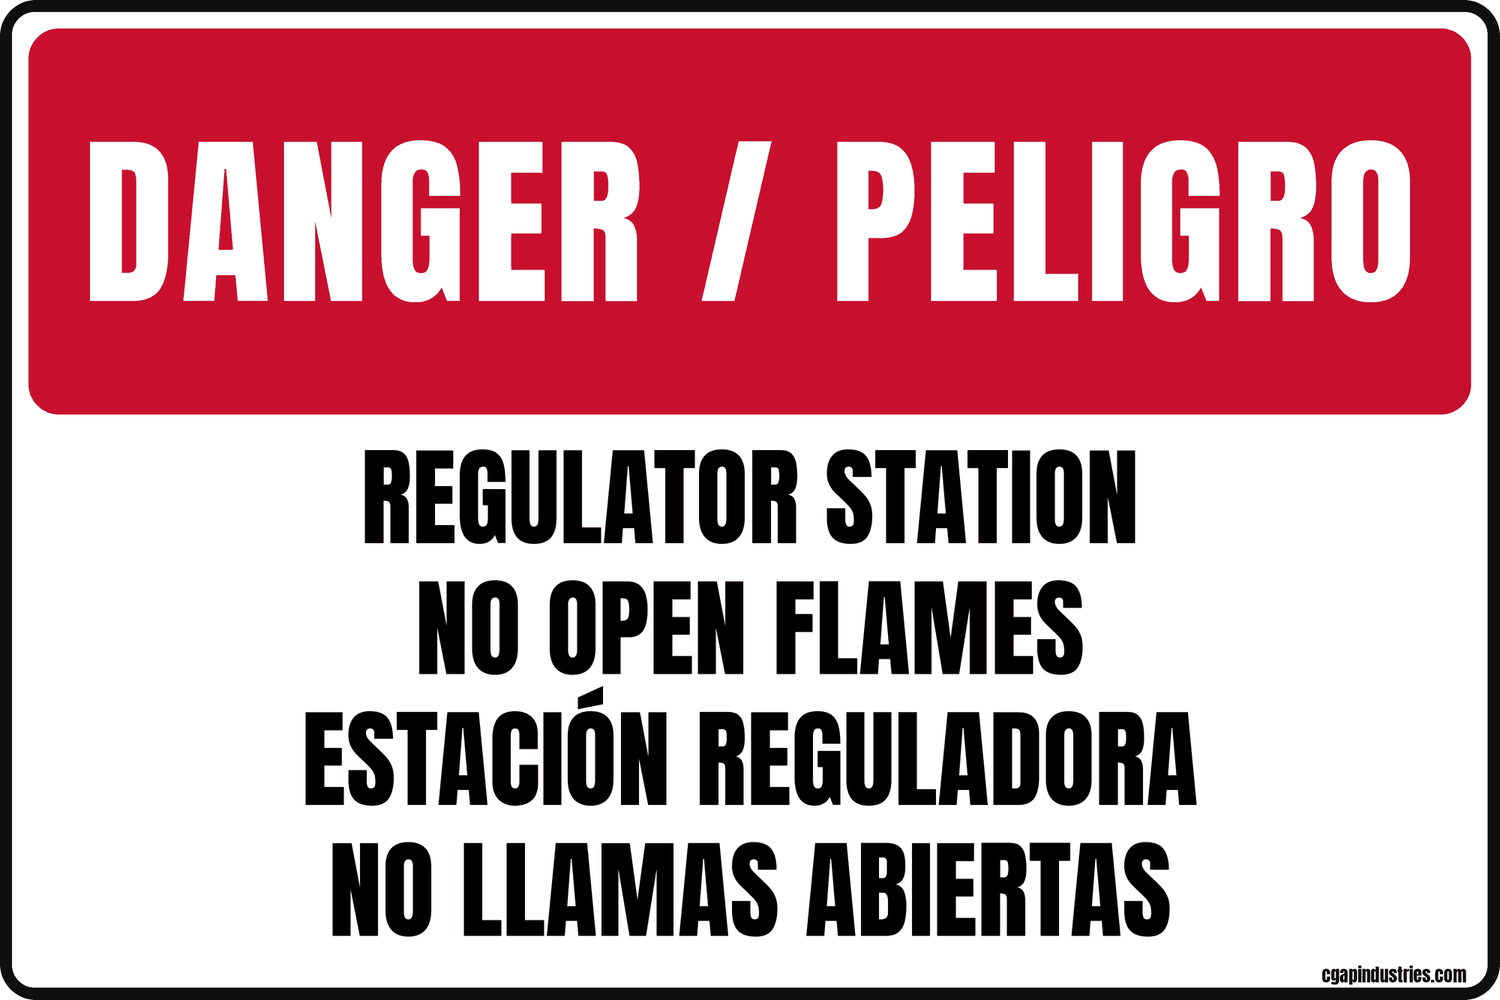 DANGER / PELIGRO
REGULATOR STATION
NO OPEN FLAMES
ESTACIÓN REGULADORA
NO LLAMAS ABIERTAS
cgapindustries.com